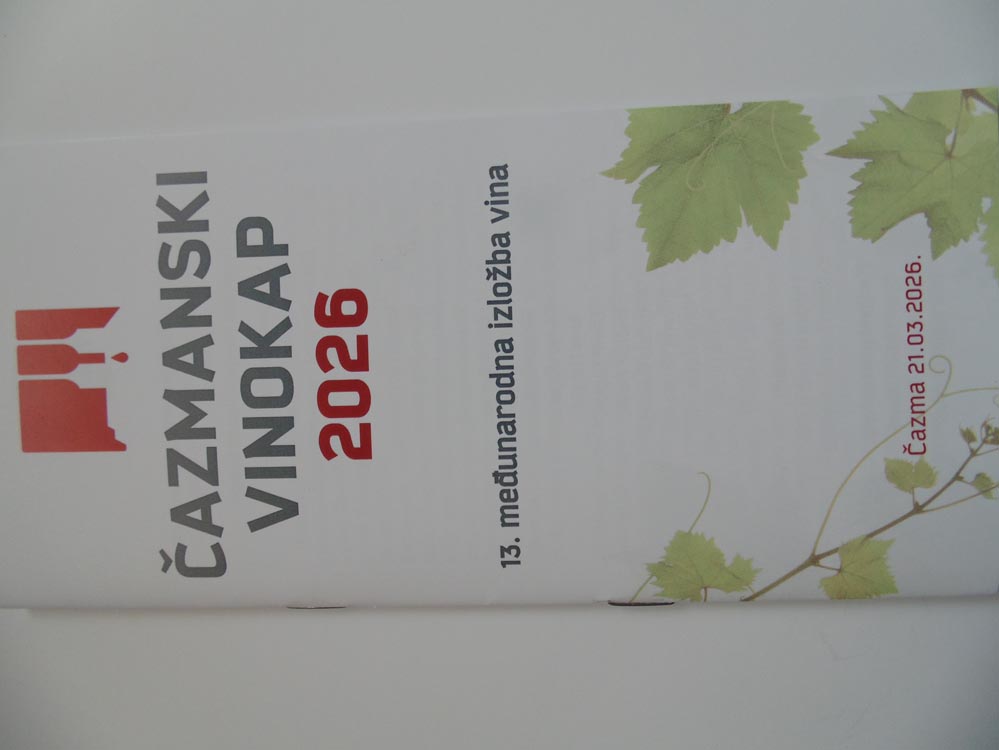 ČAZMANSKI
VINOKAP
2026
13. međunarodna izložba vina
Čazma 21.03.2026.